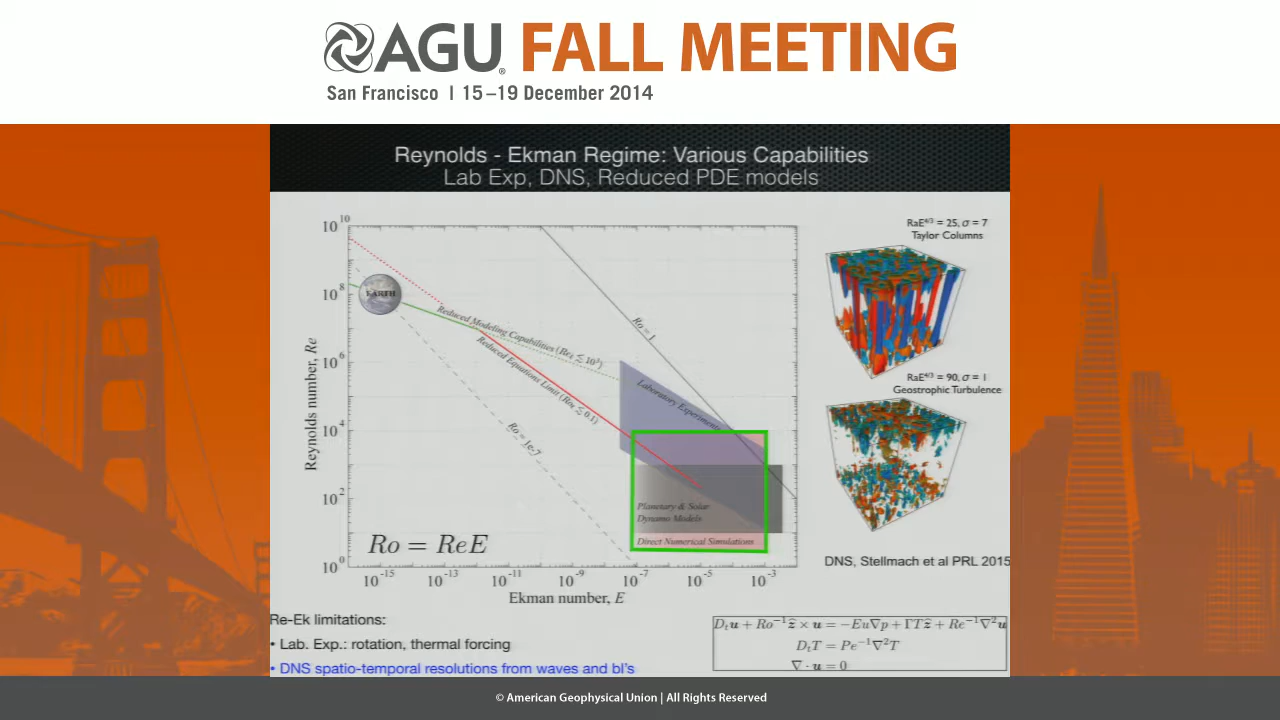 AGU FALL MEETING
San Francisco | 15–19 December 2014
Reynolds - Ekman Regime: Various Capabilities
Lab Exp, DNS, Reduced PDE models
Reynolds number, Re
10^10
10^8
10^6
10^4
10^2
10^0
EARTH
Reduced Modeling Capabilities (Re_E ≤ 10^3)
Reduced Equations Limit (Ro_E ≤ 0.1)
Ro = 1
Ro = 1e-7
Laboratory Experiments
Planetary & Solar
Dynamo Models
Direct Numerical Simulations
Ro = ReE
10^-15 10^-13 10^-11 10^-9 10^-7 10^-5 10^-3
Ekman number, E
RaE^4/3 = 25, σ = 7
Taylor Columns
RaE^4/3 = 90, σ = 1
Geostrophic Turbulence
DNS, Stellmach et al PRL 2015
Re-Ek limitations:
• Lab. Exp.: rotation, thermal forcing
• DNS spatio-temporal resolutions from waves and bl's
D_t u + Ro^−1 ẑ × u = −Eu∇p + ΓTẑ + Re^−1∇²u
D_tT = Pe^−1∇²T
∇ · u = 0
© American Geophysical Union | All Rights Reserved